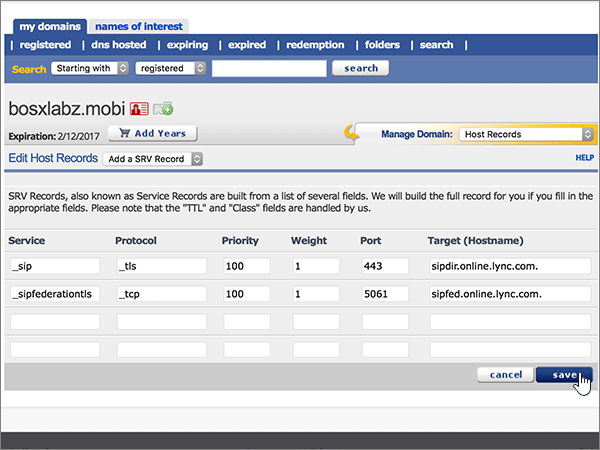 my domains names of interest
| registered | dns hosted | expiring | expired | redemption | folders | search |
Search Starting with registered search
bosxlabz.mobi
Expiration: 2/12/2017 Add Years Manage Domain: Host Records
Edit Host Records Add a SRV Record HELP
SRV Records, also known as Service Records are built from a list of several fields. We will build the full record for you if you fill in the
appropriate fields. Please note that the "TTL" and "Class" fields are handled by us.
Service Protocol Priority Weight Port Target (Hostname)
_sip _tls 100 1 443 sipdir.online.lync.com.
_sipfederationtls _tcp 100 1 5061 sipfed.online.lync.com.
cancel save